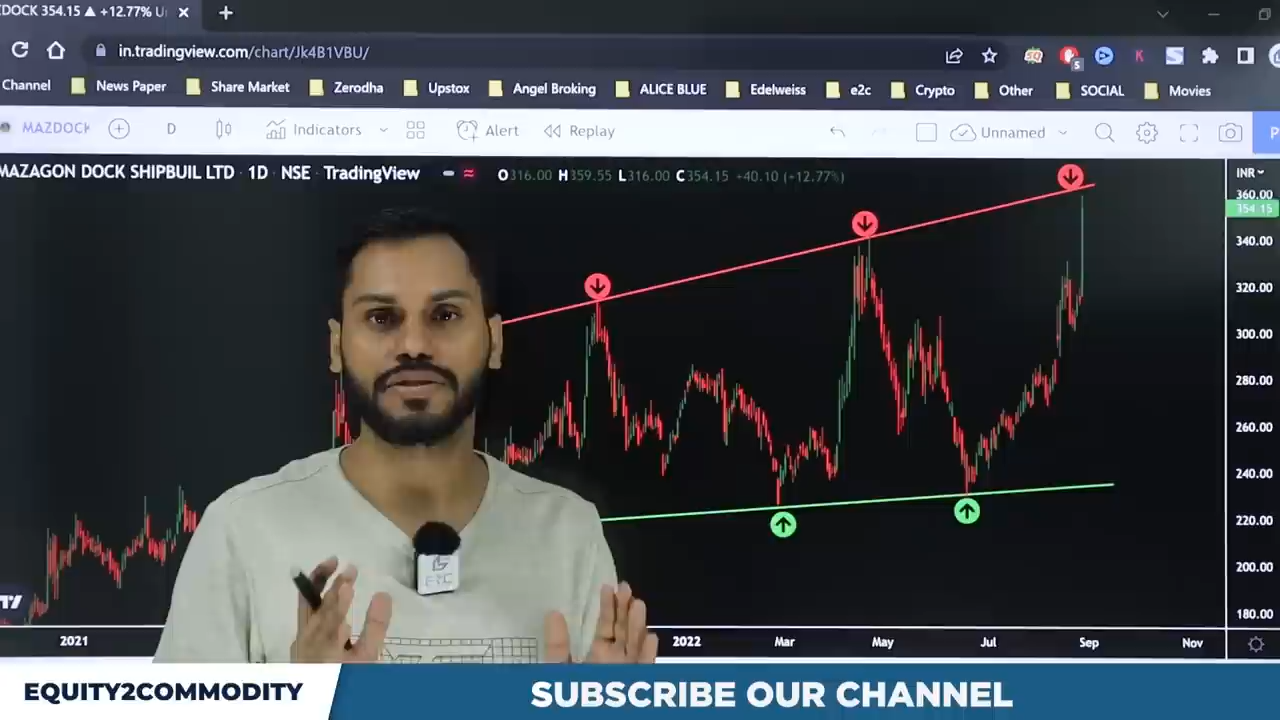 ZDOCK 354.15 ▲ +12.77% U
in.tradingview.com/chart/Jk4B1VBU/
Channel News Paper Share Market Zerodha Upstox Angel Broking ALICE BLUE Edelweiss e2c Crypto Other SOCIAL Movies
MAZDOCK D Indicators Alert Replay Unnamed P
MAZAGON DOCK SHIPBUIL LTD · 1D · NSE · TradingView O316.00 H359.55 L316.00 C354.15 +40.10 (+12.77%)
INR
360.00
354.15
340.00
320.00
300.00
280.00
260.00
240.00
220.00
200.00
180.00
2021 2022 Mar May Jul Sep Nov
EQUITY2COMMODITY
SUBSCRIBE OUR CHANNEL